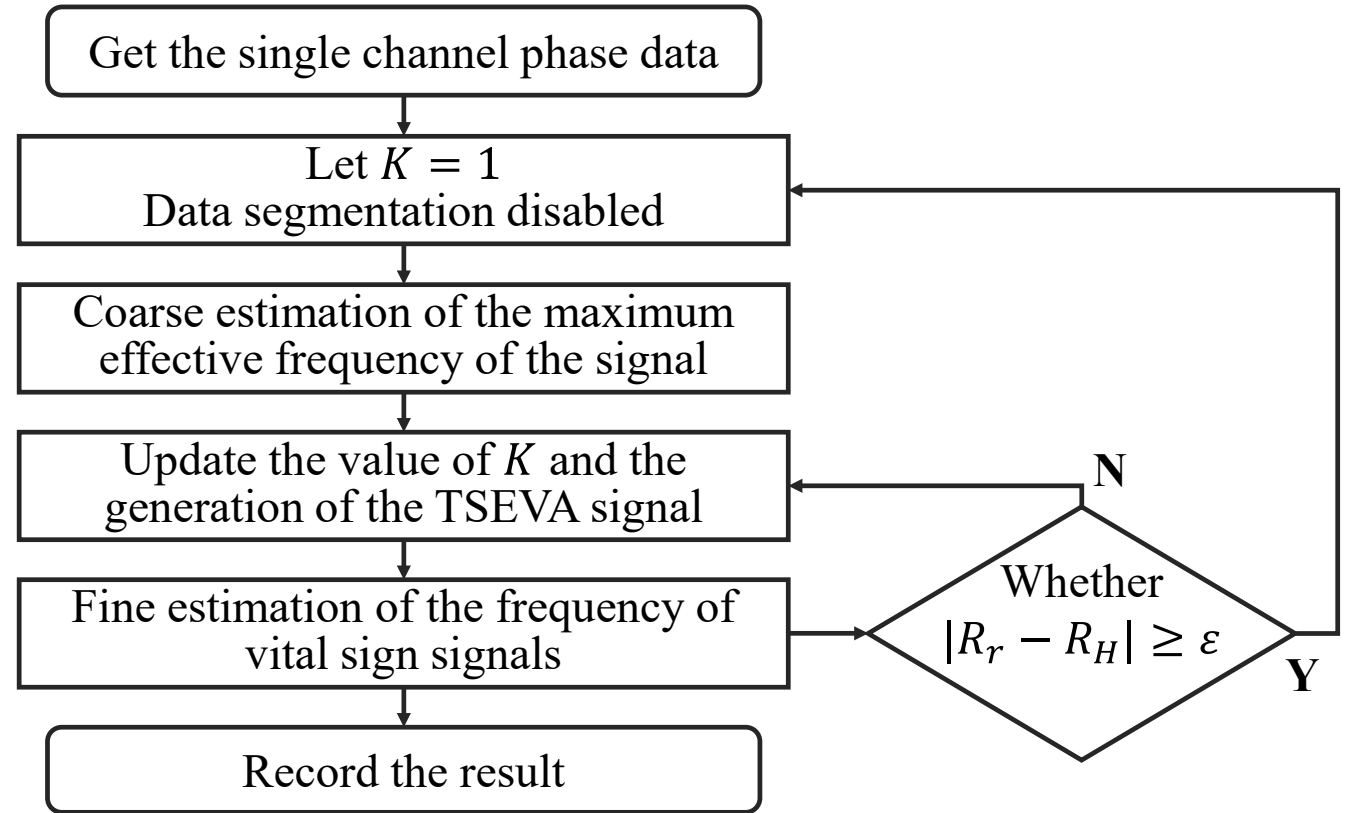 Get the single channel phase data
Let K = 1
Data segmentation disabled
Coarse estimation of the maximum
effective frequency of the signal
Update the value of K and the
generation of the TSEVA signal
Fine estimation of the frequency of
vital sign signals
Record the result
N
Whether
|R_r − R_H| ≥ ε
Y